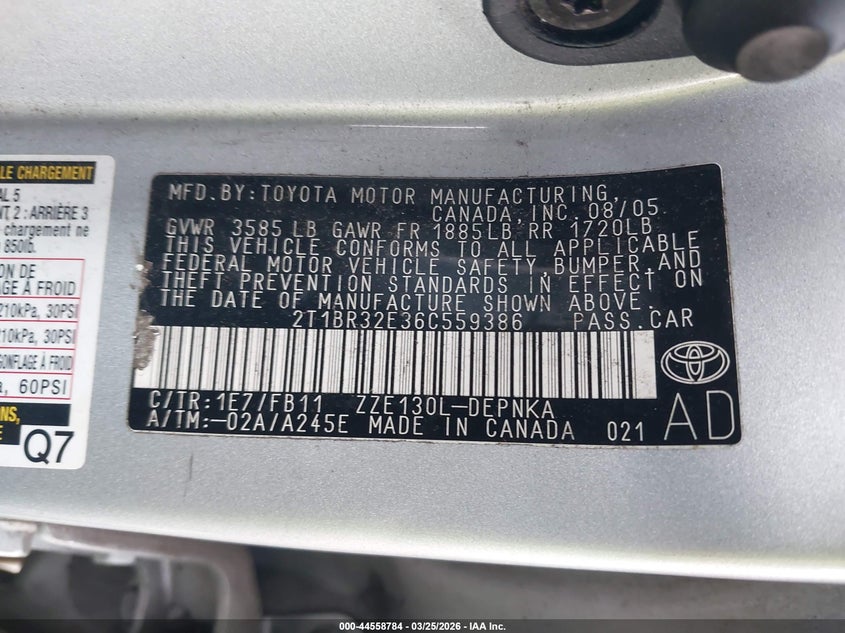 LE CHARGEMENT
AL 5
NT. 2 : ARRIÈRE 3
chargement ne
850lb.
ION DE
AGE À FROID
210kPa, 30PSI
210kPa, 30PSI
GONFLAGE À FROID
a, 60PSI
NS,
E
Q7
MFD. BY: TOYOTA MOTOR MANUFACTURING,
CANADA, INC. 08/05
GVWR 3585 LB GAWR FR 1885LB, RR 1720LB
THIS VEHICLE CONFORMS TO ALL APPLICABLE
FEDERAL MOTOR VEHICLE SAFETY, BUMPER, AND
THEFT PREVENTION STANDARDS IN EFFECT ON
THE DATE OF MANUFACTURE SHOWN ABOVE.
2T1BR32E36C559386 PASS. CAR
C/TR: 1E7/FB11 ZZE130L-DEPNKA
A/TM: -02A/A245E MADE IN CANADA 021
AD
000-44558784 - 03/25/2026 - IAA Inc.